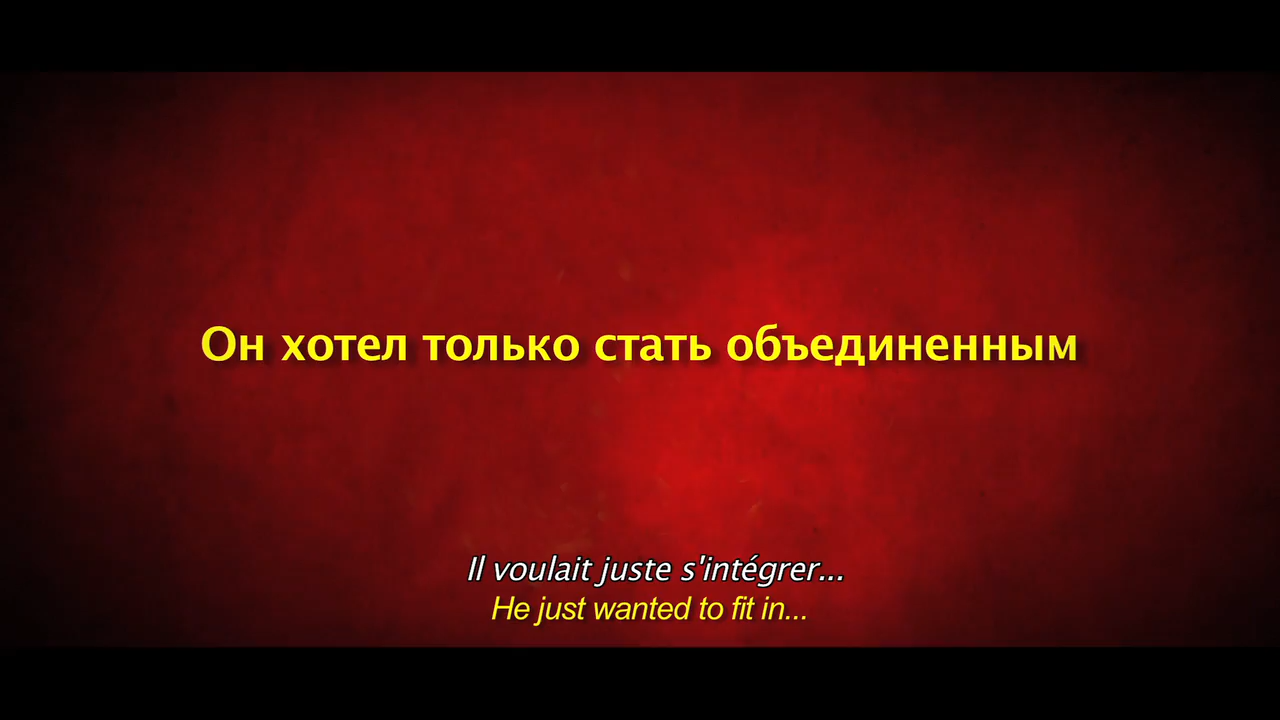 Он хотел только стать объединенным
Il voulait juste s'intégrer...
He just wanted to fit in...